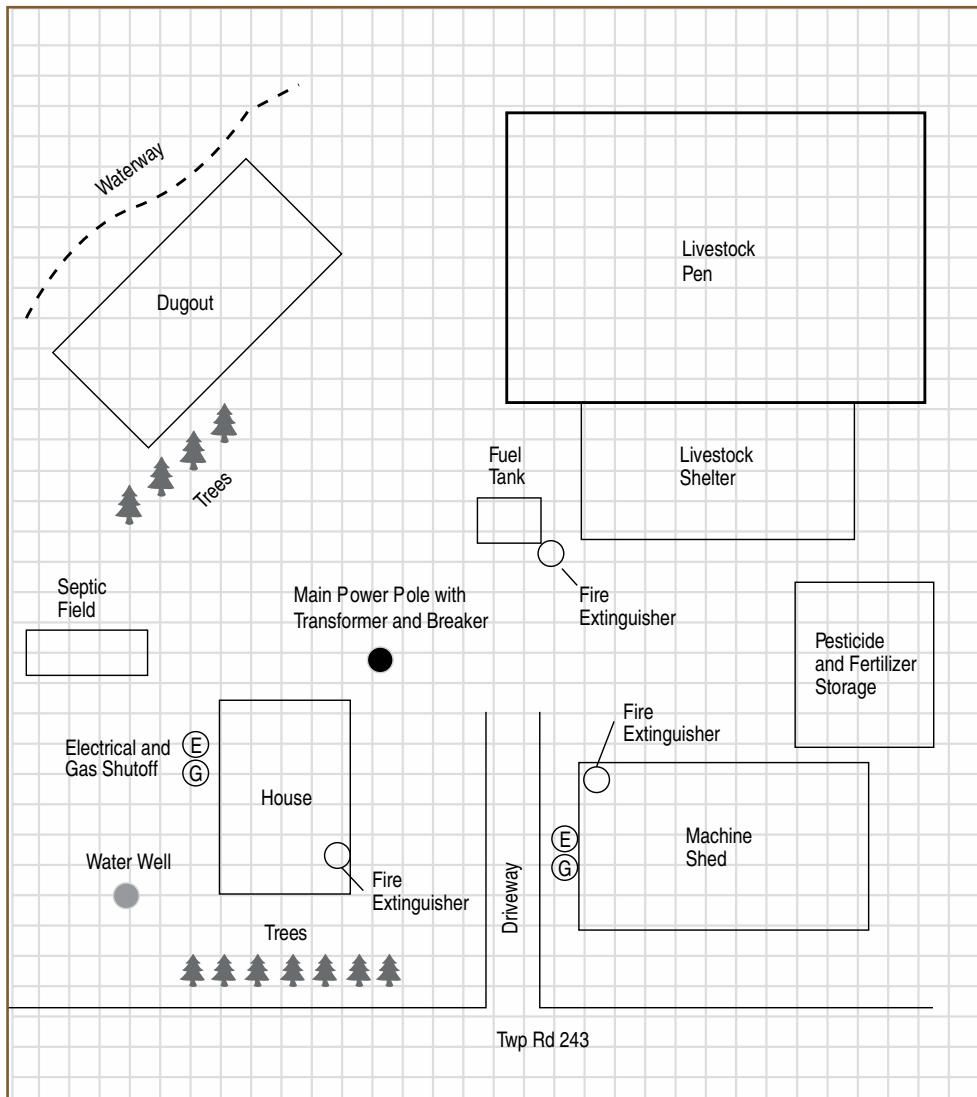 Waterway
Livestock
Pen
Dugout
Fuel
Tank
Livestock
Shelter
Trees
Septic
Field
Main Power Pole with
Transformer and Breaker
Fire
Extinguisher
Pesticide
and Fertilizer
Storage
Fire
Extinguisher
Electrical and
Gas Shutoff
E
G
House
E
G
Machine
Shed
Water Well
Fire
Extinguisher
Driveway
Trees
Twp Rd 243